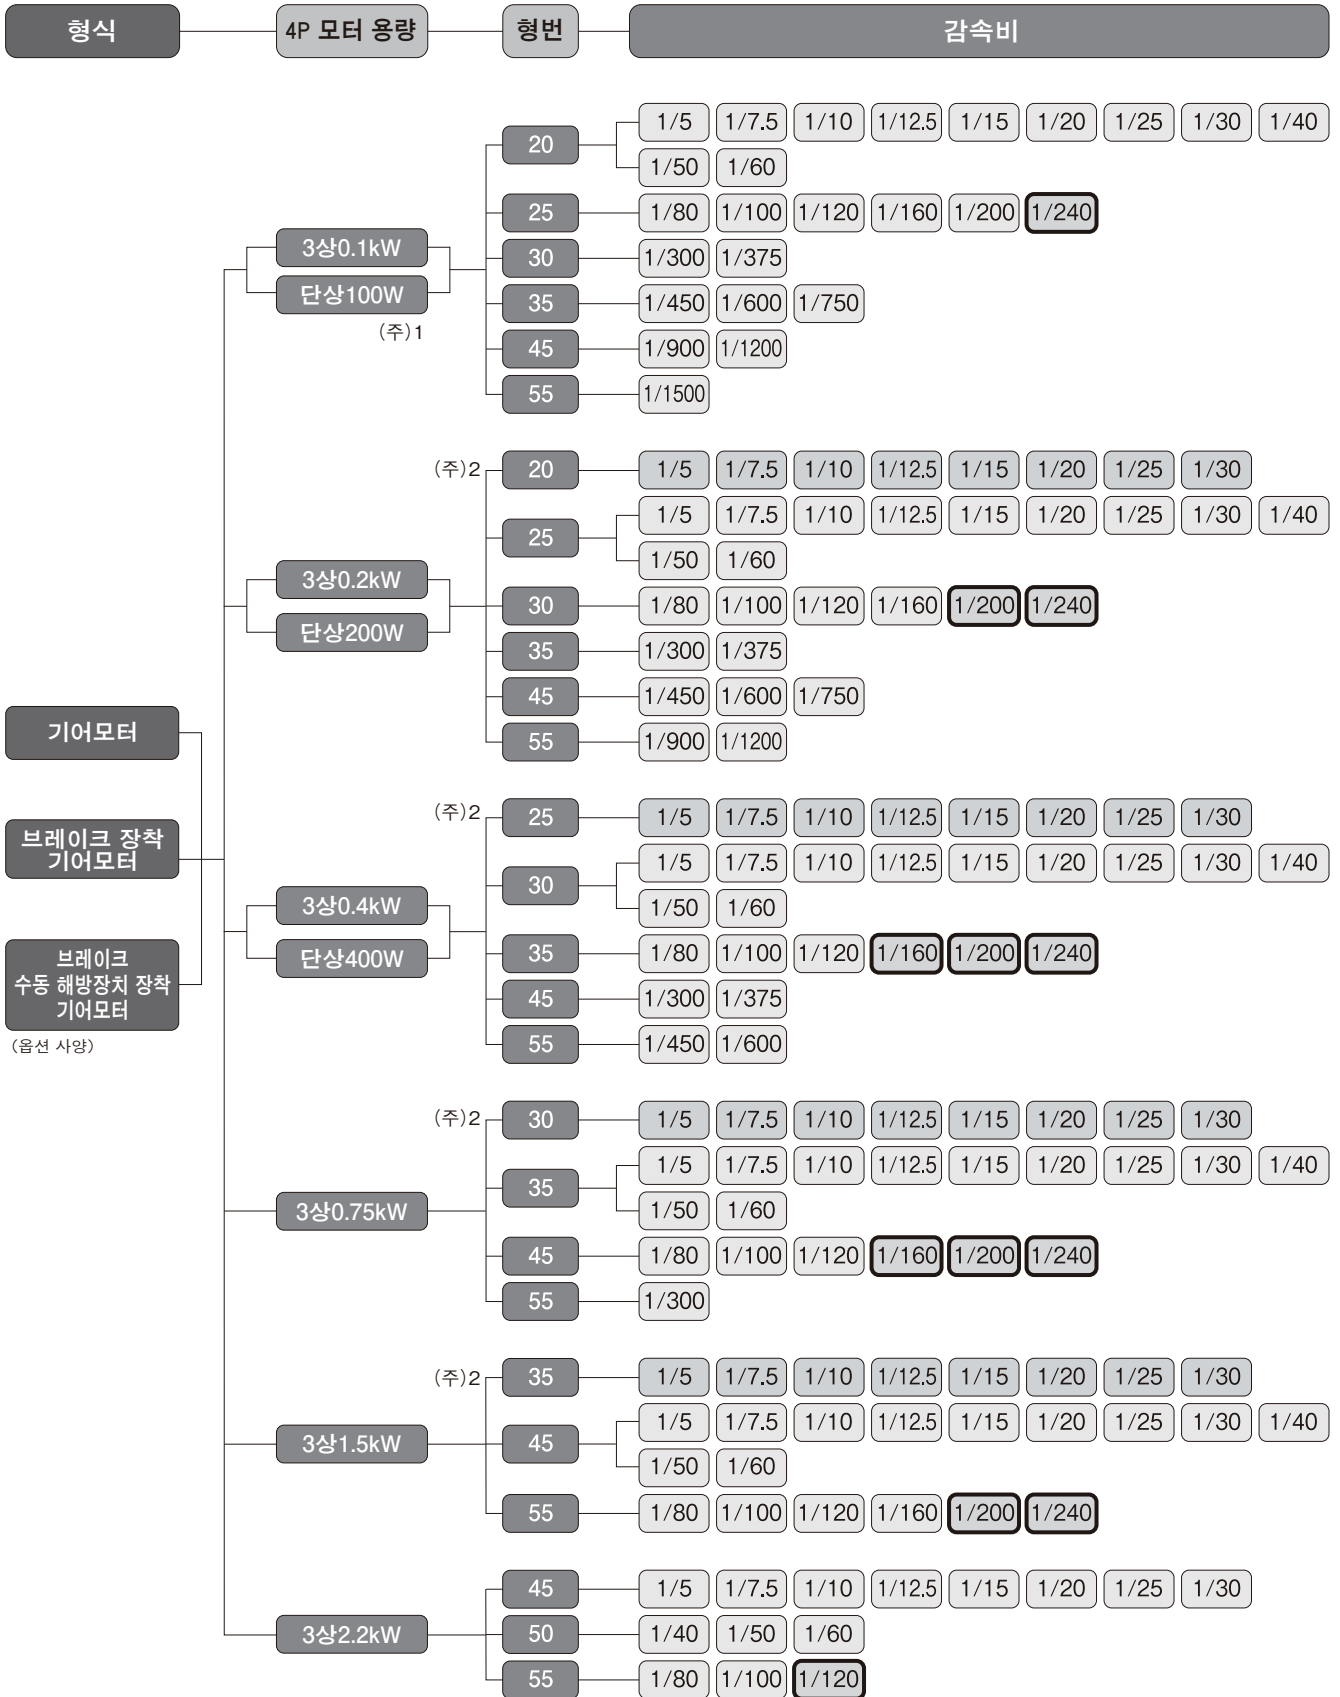 형식 4P 모터 용량 형번 감속비
1/5 1/7.5 1/10 1/12.5 1/15 1/20 1/25 1/30 1/40
20
1/50 1/60
25 1/80 1/100 1/120 1/160 1/200 1/240
3상0.1kW
30 1/300 1/375
단상100W
35 1/450 1/600 1/750
(주)1
45 1/900 1/1200
55 1/1500
(주)2 20 1/5 1/7.5 1/10 1/12.5 1/15 1/20 1/25 1/30
1/5 1/7.5 1/10 1/12.5 1/15 1/20 1/25 1/30 1/40
25
1/50 1/60
3상0.2kW
30 1/80 1/100 1/120 1/160 1/200 1/240
단상200W
35 1/300 1/375
45 1/450 1/600 1/750
기어모터
55 1/900 1/1200
(주)2 25 1/5 1/7.5 1/10 1/12.5 1/15 1/20 1/25 1/30
브레이크 장착
기어모터
1/5 1/7.5 1/10 1/12.5 1/15 1/20 1/25 1/30 1/40
30
1/50 1/60
3상0.4kW
35 1/80 1/100 1/120 1/160 1/200 1/240
단상400W
브레이크
수동 해방장치 장착
기어모터
45 1/300 1/375
(옵션 사양)
55 1/450 1/600
(주)2 30 1/5 1/7.5 1/10 1/12.5 1/15 1/20 1/25 1/30
1/5 1/7.5 1/10 1/12.5 1/15 1/20 1/25 1/30 1/40
35
1/50 1/60
3상0.75kW
45 1/80 1/100 1/120 1/160 1/200 1/240
55 1/300
(주)2 35 1/5 1/7.5 1/10 1/12.5 1/15 1/20 1/25 1/30
1/5 1/7.5 1/10 1/12.5 1/15 1/20 1/25 1/30 1/40
3상1.5kW 45
1/50 1/60
55 1/80 1/100 1/120 1/160 1/200 1/240
45 1/5 1/7.5 1/10 1/12.5 1/15 1/20 1/25 1/30
3상2.2kW 50 1/40 1/50 1/60
55 1/80 1/100 1/120